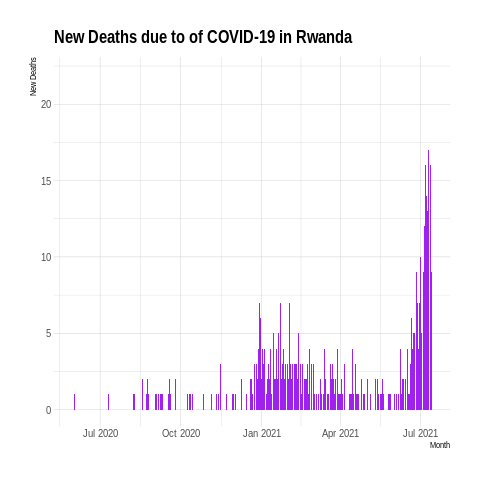 New Deaths due to of COVID-19 in Rwanda
New Deaths
20
15
10
5
0
Jul 2020 Oct 2020 Jan 2021 Apr 2021 Jul 2021
Month